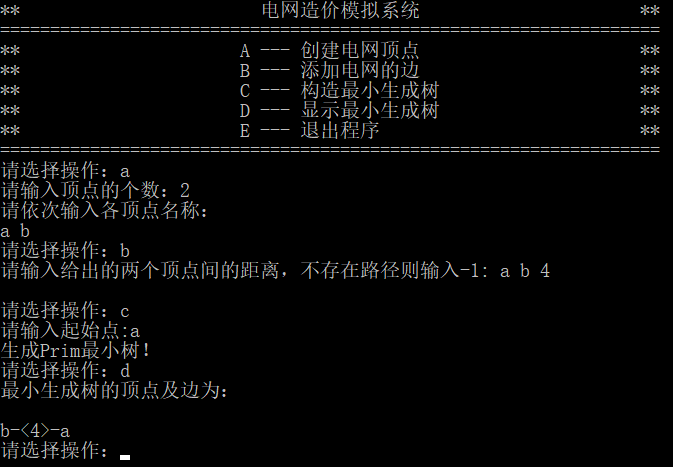 ** 电网造价模拟系统 **
==================================================================
** A --- 创建电网顶点 **
** B --- 添加电网的边 **
** C --- 构造最小生成树 **
** D --- 显示最小生成树 **
** E --- 退出程序 **
==================================================================
请选择操作：a
请输入顶点的个数：2
请依次输入各顶点名称：
a b
请选择操作：b
请输入给出的两个顶点间的距离，不存在路径则输入-1: a b 4
请选择操作：c
请输入起始点:a
生成Prim最小树！
请选择操作：d
最小生成树的顶点及边为：
b-<4>-a
请选择操作：